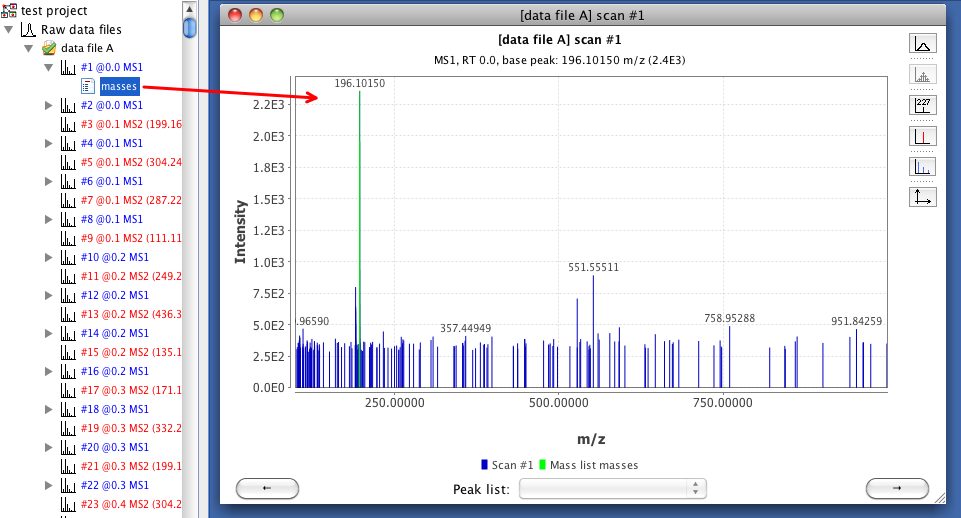 test project
Raw data files
data file A
#1 @0.0 MS1
masses
#2 @0.0 MS1
#3 @0.1 MS2 (199.16
#4 @0.1 MS1
#5 @0.1 MS2 (304.24
#6 @0.1 MS1
#7 @0.1 MS2 (287.22
#8 @0.1 MS1
#9 @0.1 MS2 (111.11
#10 @0.2 MS1
#11 @0.2 MS2 (249.2
#12 @0.2 MS1
#13 @0.2 MS2 (436.3
#14 @0.2 MS1
#15 @0.2 MS2 (135.1
#16 @0.2 MS1
#17 @0.3 MS2 (171.1
#18 @0.3 MS1
#19 @0.3 MS2 (332.2
#20 @0.3 MS1
#21 @0.3 MS2 (199.1
#22 @0.3 MS1
#23 @0.4 MS2 (304.2
[data file A] scan #1
[data file A] scan #1
MS1, RT 0.0, base peak: 196.10150 m/z (2.4E3)
196.10150
2.2E3
2.0E3
1.8E3
1.5E3
1.2E3
1.0E3
7.5E2
5.0E2
2.5E2
0.0E0
Intensity
551.55511
.96590
357.44949
758.95288
951.84259
250.00000
500.00000
750.00000
m/z
Scan #1
Mass list masses
Peak list:
227